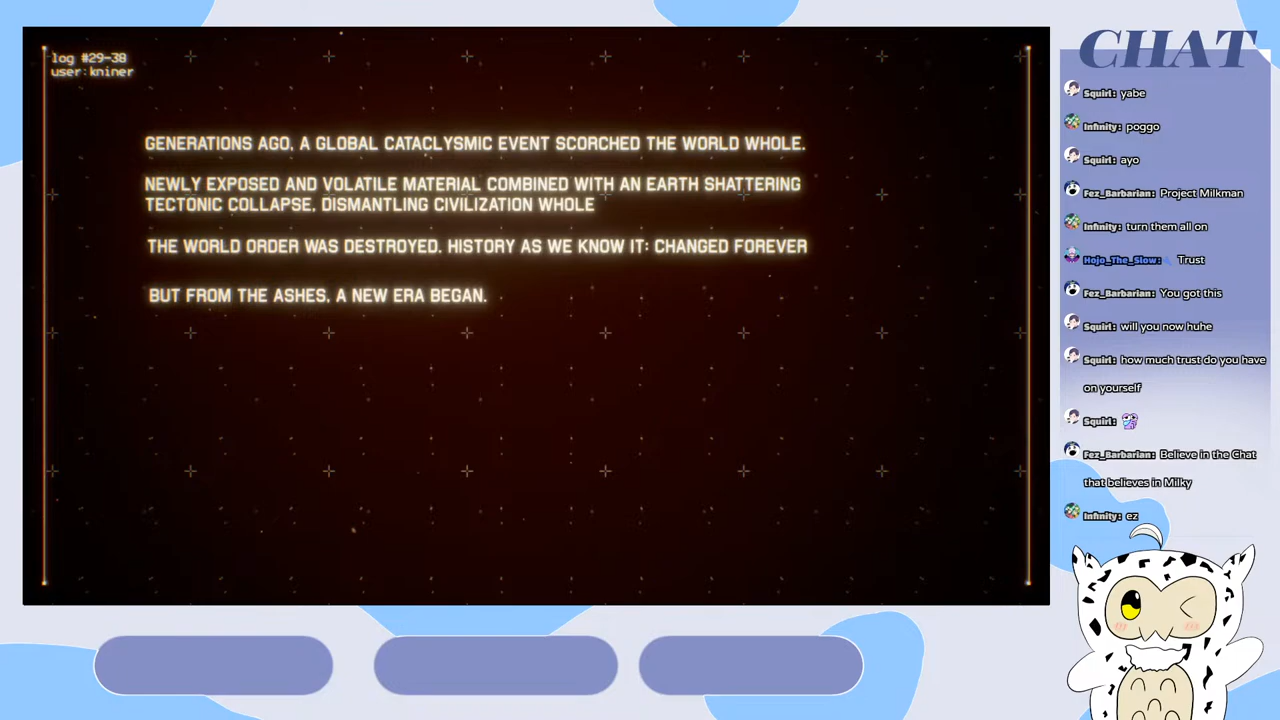 log #29-38
user:kniner
GENERATIONS AGO, A GLOBAL CATACLYSMIC EVENT SCORCHED THE WORLD WHOLE.
NEWLY EXPOSED AND VOLATILE MATERIAL COMBINED WITH AN EARTH SHATTERING
TECTONIC COLLAPSE, DISMANTLING CIVILIZATION WHOLE
THE WORLD ORDER WAS DESTROYED. HISTORY AS WE KNOW IT: CHANGED FOREVER
BUT FROM THE ASHES, A NEW ERA BEGAN.
CHAT
Squirl: yabe
Infinity: poggo
Squirl: ayo
Fez_Barbarian: Project Milkman
Infinity: turn them all on
Hojo_The_Slow: Trust
Fez_Barbarian: You got this
Squirl: will you now huhe
Squirl: how much trust do you have
on yourself
Squirl:
Fez_Barbarian: Believe in the Chat
that believes in Milky
Infinity: ez